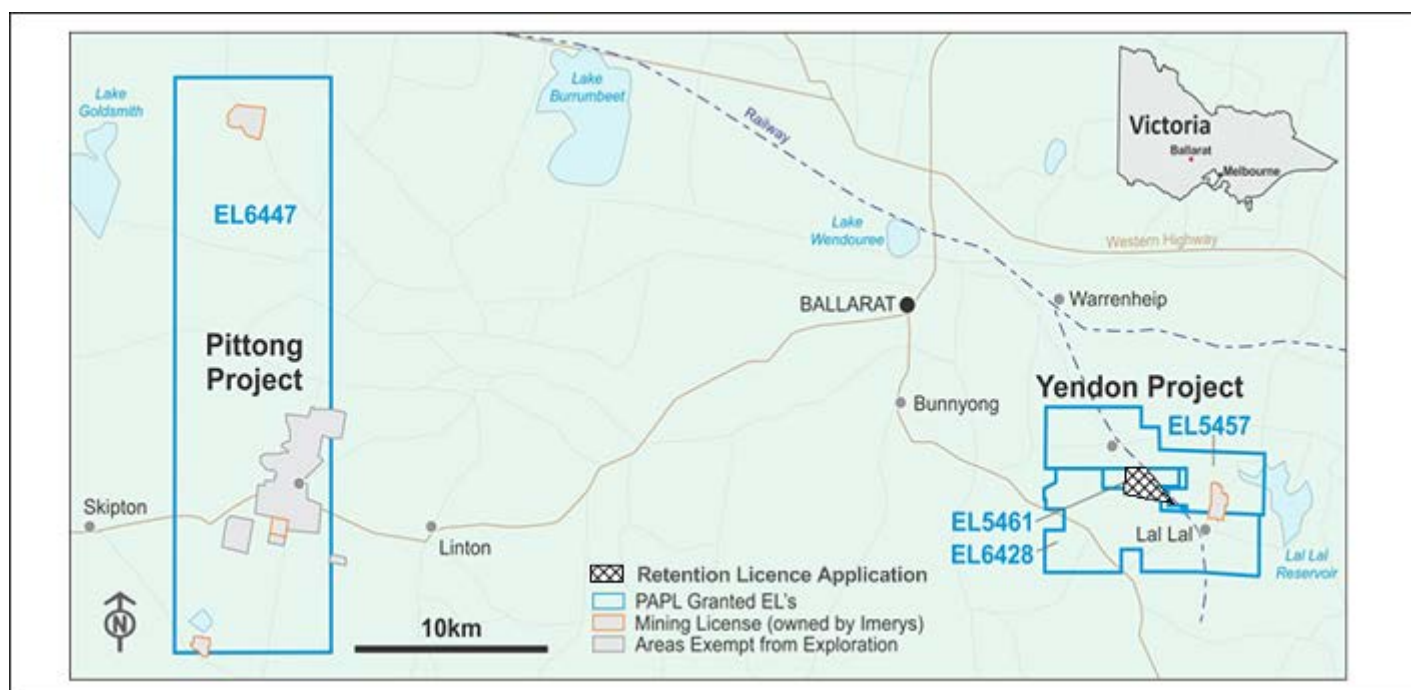 Lake
Goldsmith
EL6447
Pittong
Project
Skipton
Linton
Lake
Burrumbeet
Railway
Lake
Wendouree
Western Highway
BALLARAT
Warrenheip
Bunnyong
Victoria
Ballarat
Melbourne
Yendon Project
EL5457
EL5461
EL6428
Lal Lal
Lal Lal
Reservoir
N
10km
Retention Licence Application
PAPL Granted EL's
Mining License (owned by Imerys)
Areas Exempt from Exploration